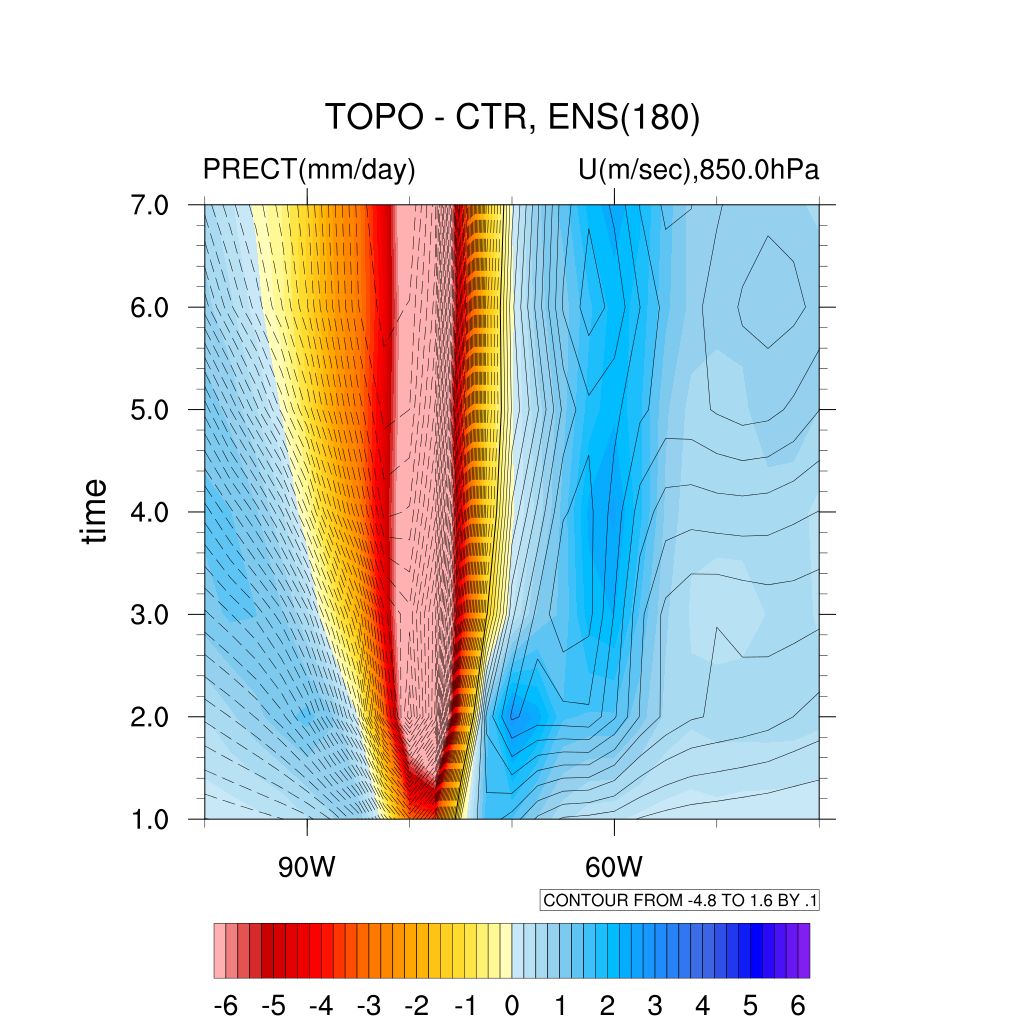 TOPO - CTR, ENS(180)
PRECT(mm/day) U(m/sec),850.0hPa
7.0
6.0
5.0
4.0
3.0
2.0
1.0
time
90W 60W
CONTOUR FROM -4.8 TO 1.6 BY .1
-6 -5 -4 -3 -2 -1 0 1 2 3 4 5 6